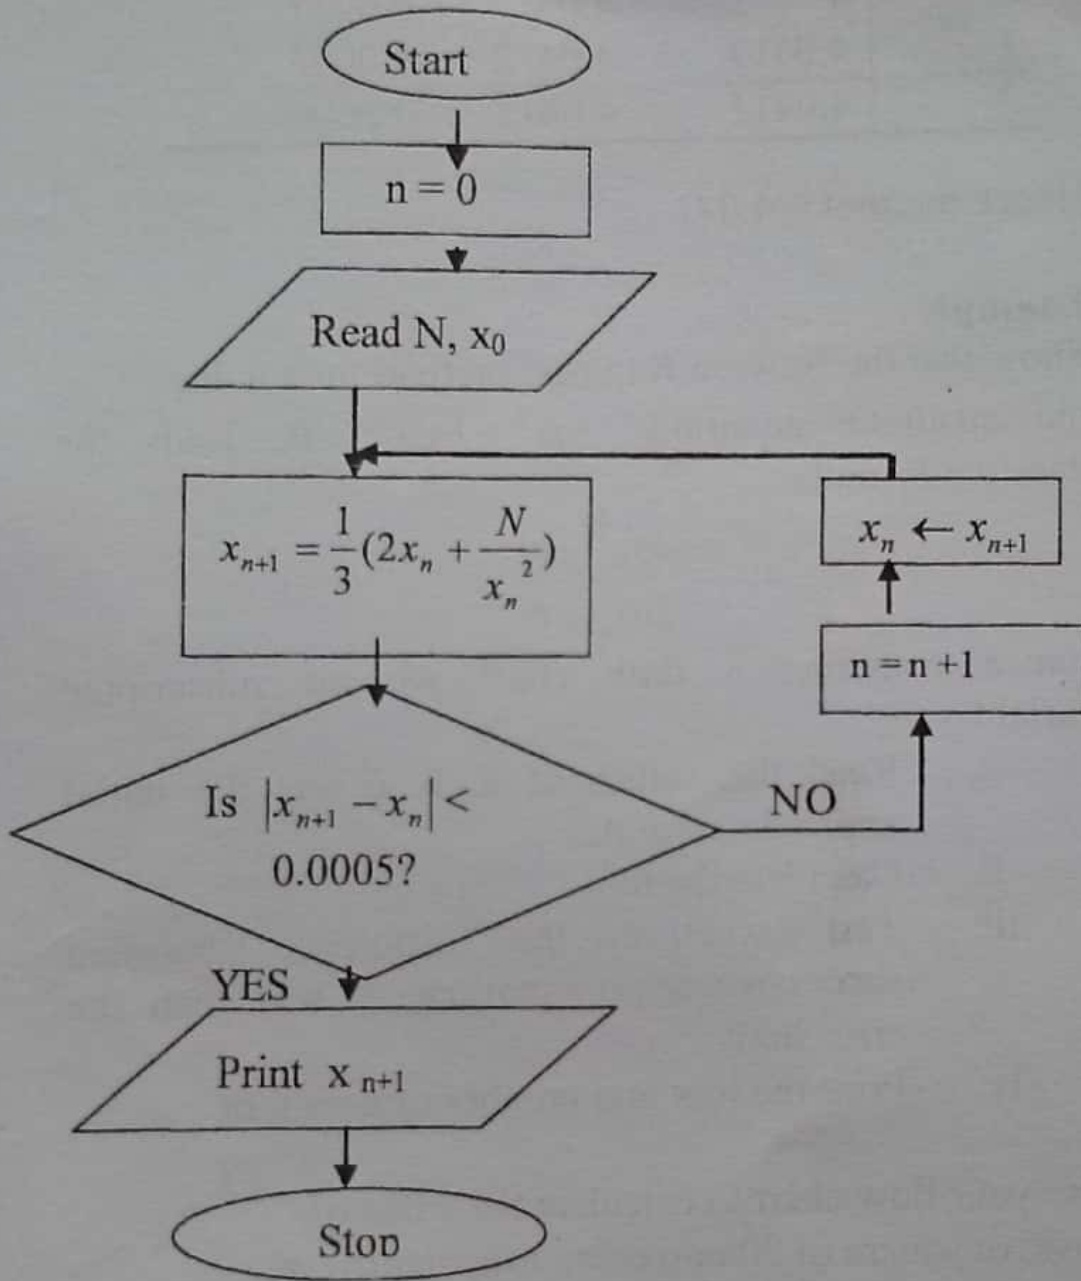 Start
n = 0
Read N, x₀
xₙ₊₁ = 1/3(2xₙ + N/xₙ²)
xₙ ← xₙ₊₁
n = n +1
Is |xₙ₊₁ − xₙ| <
0.0005?
NO
YES
Print x ₙ₊₁
Stop